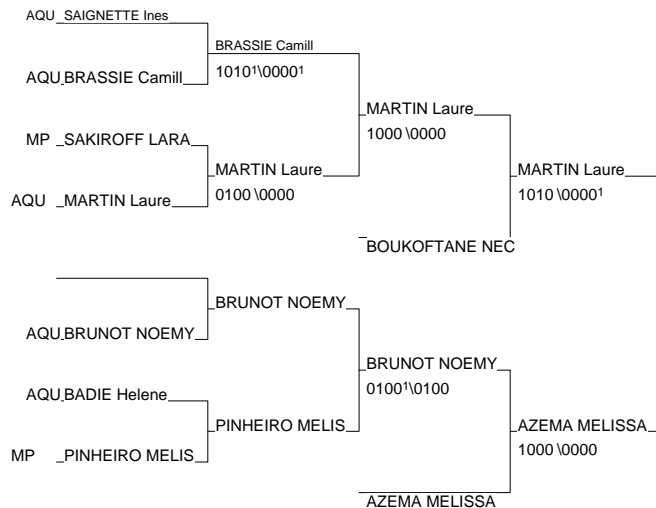 AQU SAIGNETTE Ines
BRASSIE Camill
1010¹\0000¹
AQU BRASSIE Camill
MARTIN Laure
1000 \0000
MP SAKIROFF LARA
MARTIN Laure
0100 \0000
MARTIN Laure
1010 \0000¹
AQU MARTIN Laure
BOUKOFTANE NEC
BRUNOT NOEMY
AQU BRUNOT NOEMY
BRUNOT NOEMY
0100¹\0100
AQU BADIE Helene
PINHEIRO MELIS
AZEMA MELISSA
1000 \0000
MP PINHEIRO MELIS
AZEMA MELISSA